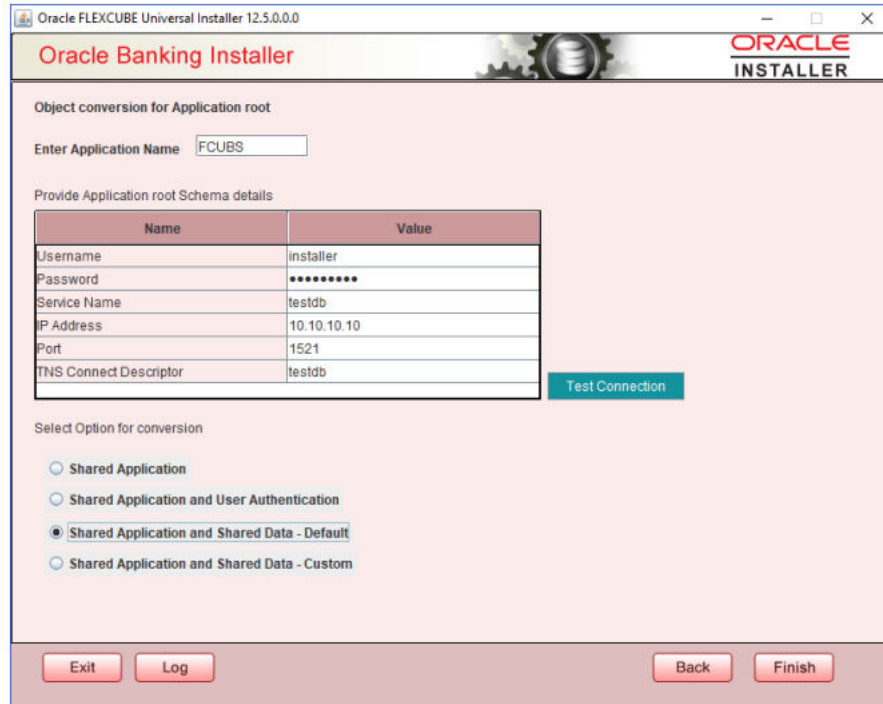 Oracle FLEXCUBE Universal Installer 12.5.0.0.0
Oracle Banking Installer
ORACLE
INSTALLER
Object conversion for Application root
Enter Application Name FCUBS
Provide Application root Schema details
Name Value
Username installer
Password •••••••••
Service Name testdb
IP Address 10.10.10.10
Port 1521
TNS Connect Descriptor testdb
Test Connection
Select Option for conversion
Shared Application
Shared Application and User Authentication
Shared Application and Shared Data - Default
Shared Application and Shared Data - Custom
Exit Log Back Finish